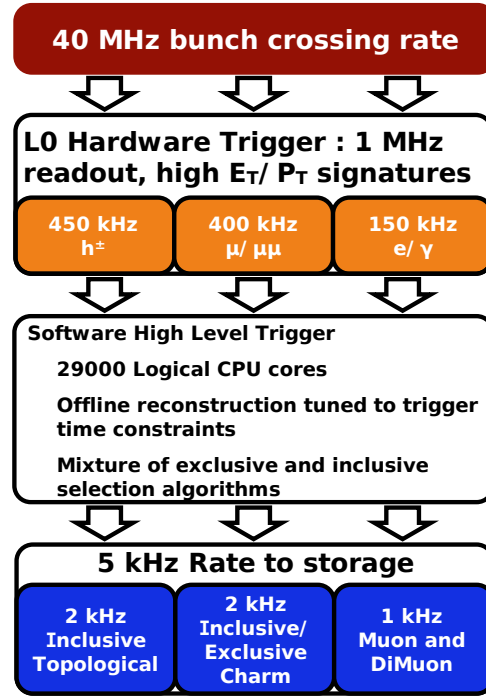 40 MHz bunch crossing rate
L0 Hardware Trigger : 1 MHz
readout, high E_T/ P_T signatures
450 kHz
h±
400 kHz
μ/ μμ
150 kHz
e/ γ
Software High Level Trigger
29000 Logical CPU cores
Offline reconstruction tuned to trigger
time constraints
Mixture of exclusive and inclusive
selection algorithms
5 kHz Rate to storage
2 kHz
Inclusive
Topological
2 kHz
Inclusive/
Exclusive
Charm
1 kHz
Muon and
DiMuon